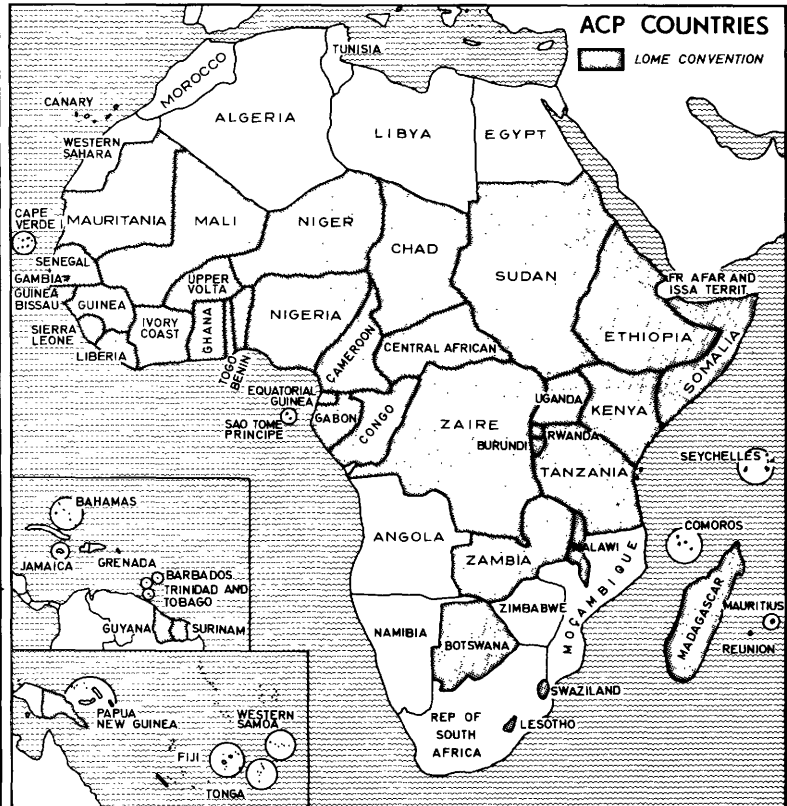 ACP COUNTRIES
LOME CONVENTION
TUNISIA
MOROCCO
CANARY
ALGERIA
LIBYA
EGYPT
WESTERN
SAHARA
CAPE
VERDE I
MAURITANIA
MALI
NIGER
CHAD
SUDAN
SENEGAL
GAMBIA
GUINEA
BISSAU
GUINEA
UPPER
VOLTA
FR AFAR AND
ISSA TERRIT.
SIERRA
LEONE
IVORY
COAST
GHANA
NIGERIA
ETHIOPIA
LIBERIA
TOGO
BENIN
CAMEROON
CENTRAL AFRICAN
SOMALIA
EQUATORIAL
GUINEA
SAO TOME
PRINCIPE
GABON
CONGO
ZAIRE
UGANDA
KENYA
RWANDA
BURUNDI
TANZANIA
SEYCHELLES
BAHAMAS
JAMAICA
GRENADA
BARBADOS
TRINIDAD AND
TOBAGO
GUYANA
SURINAM
ANGOLA
ZAMBIA
MALAWI
COMOROS
MOÇAMBIQUE
ZIMBABWE
MADAGASCAR
MAURITIUS
REUNION
NAMIBIA
BOTSWANA
SWAZILAND
LESOTHO
REP OF
SOUTH
AFRICA
PAPUA
NEW GUINEA
WESTERN
SAMOA
FIJI
TONGA